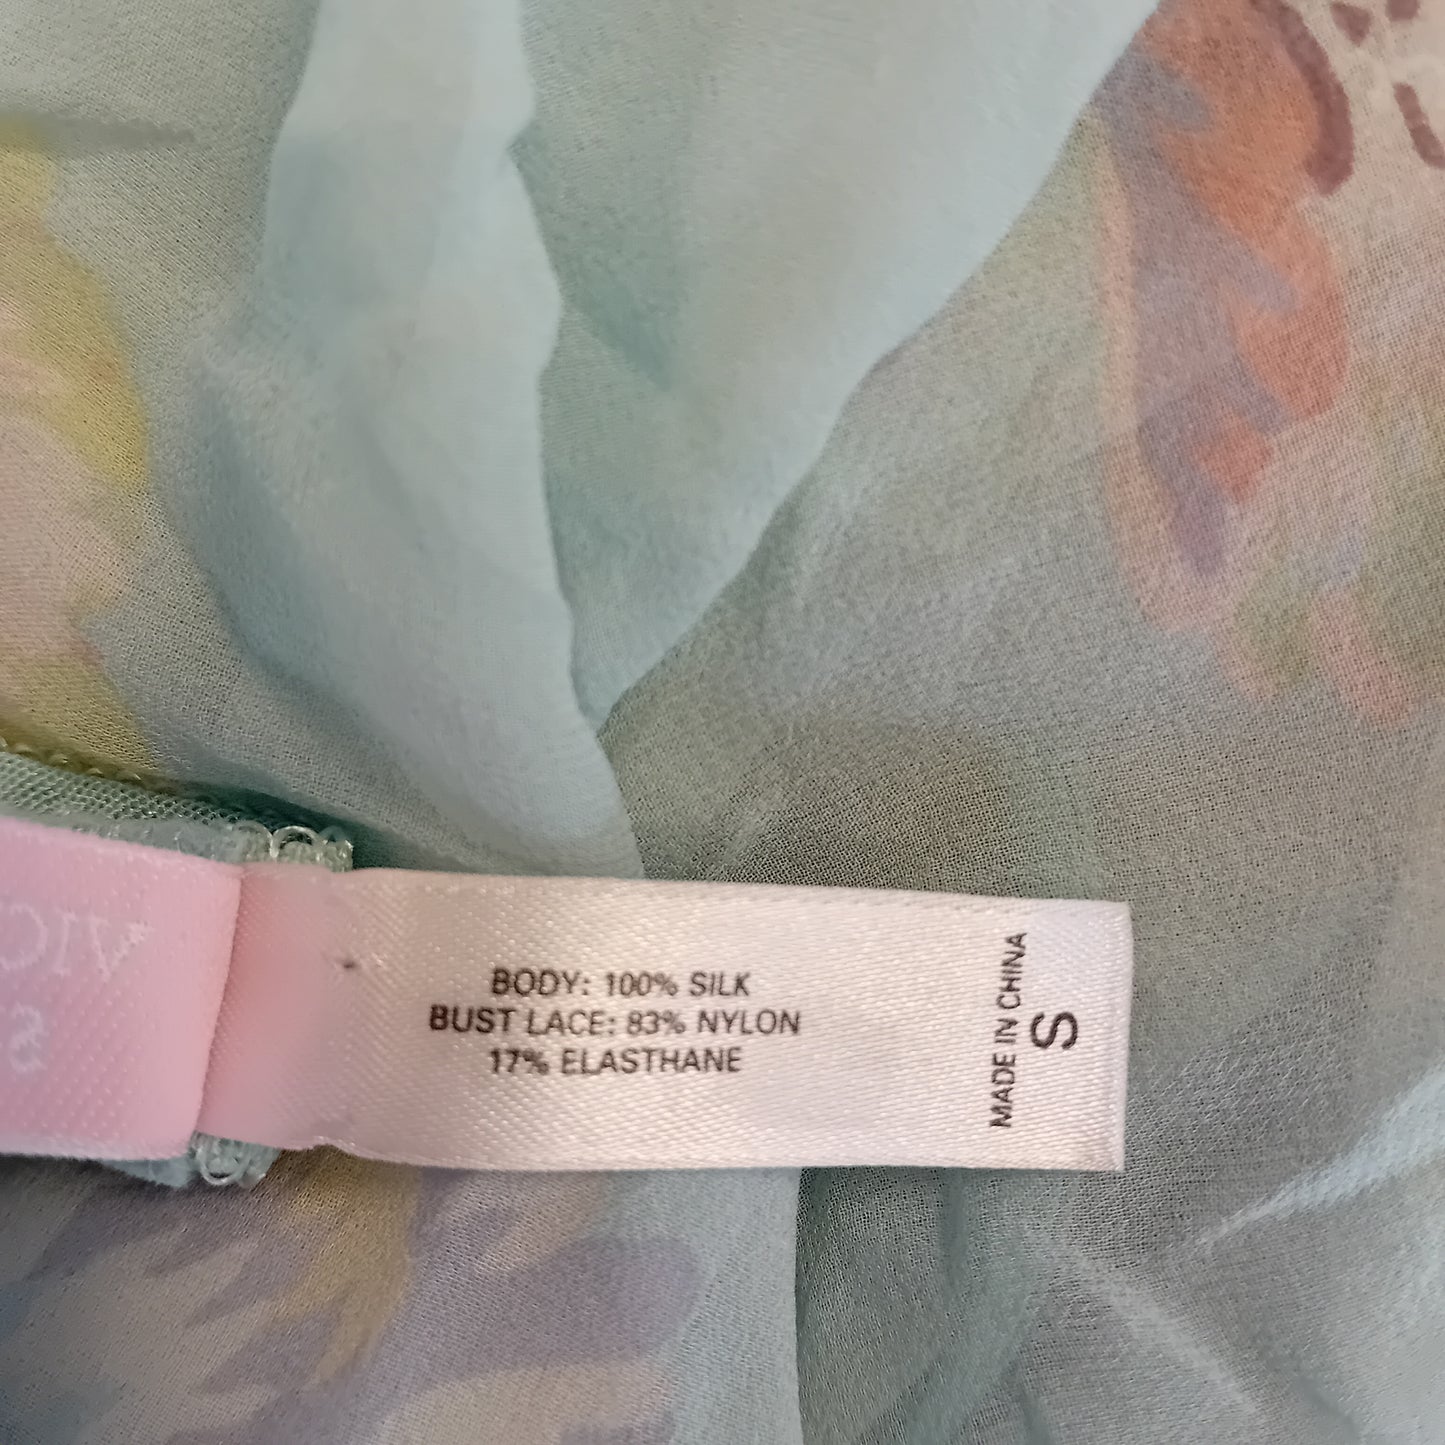 BODY: 100% SILK
BUST LACE: 83% NYLON
17% ELASTHANE
MADE IN CHINA
S